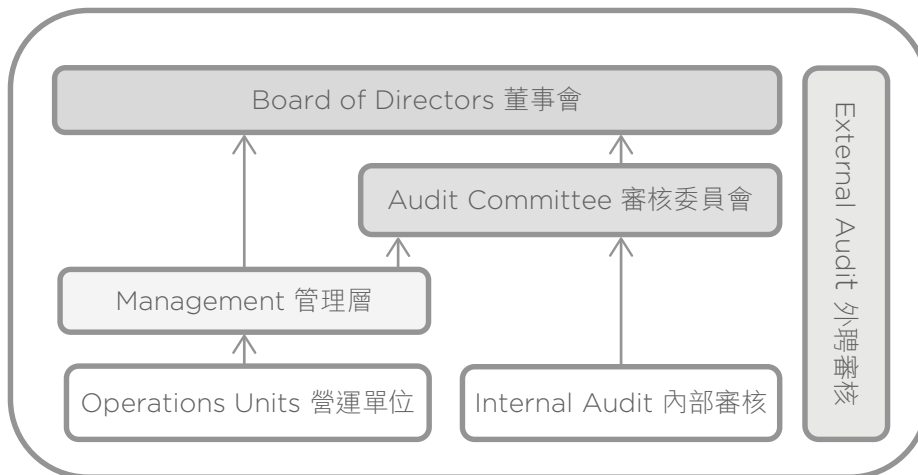 Board of Directors 董事會
Audit Committee 審核委員會
Management 管理層
Operations Units 營運單位
Internal Audit 內部審核
External Audit 外聘審核